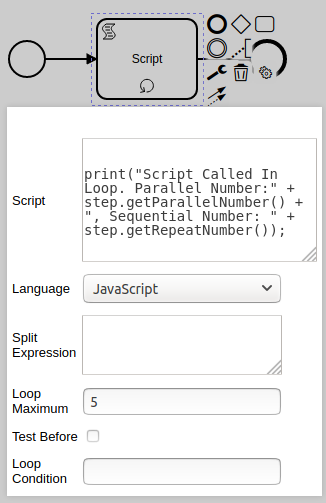 Script
Script
print("Script Called In
Loop. Parallel Number:" +
step.getParallelNumber() +
", Sequential Number: " +
step.getRepeatNumber());
Language
JavaScript
Split
Expression
Loop
Maximum
5
Test Before
Loop
Condition